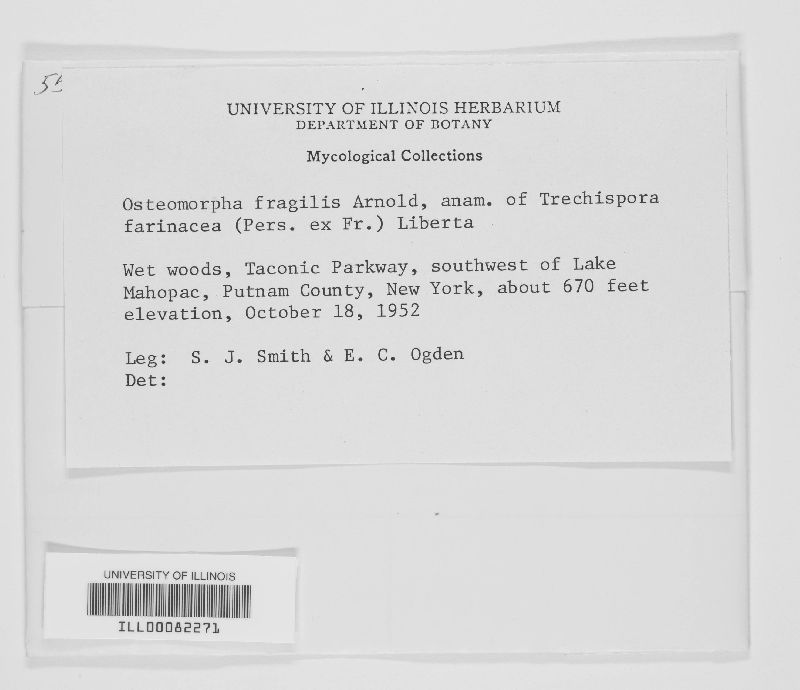 UNIVERSITY OF ILLINOIS HERBARIUM
DEPARTMENT OF BOTANY
Mycological Collections
Osteomorpha fragilis Arnold, anam. of Trechispora
farinacea (Pers. ex Fr.) Liberta
Wet woods, Taconic Parkway, southwest of Lake
Mahopac, Putnam County, New York, about 670 feet
elevation, October 18, 1952
Leg: S. J. Smith & E. C. Ogden
Det:
UNIVERSITY OF ILLINOIS
ILL00082271